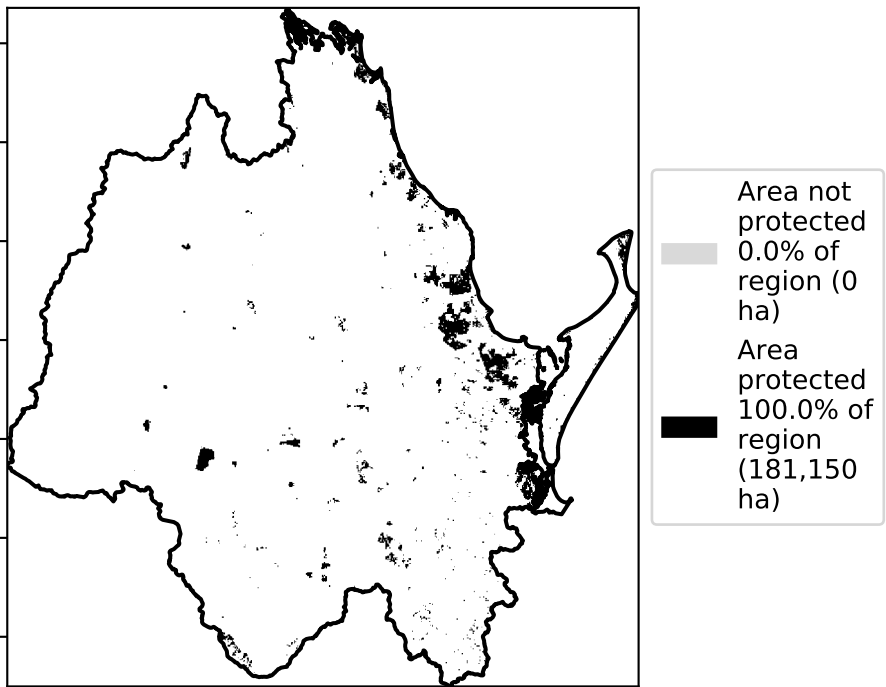 Area not
protected
0.0% of
region (0
ha)
Area
protected
100.0% of
region
(181,150
ha)